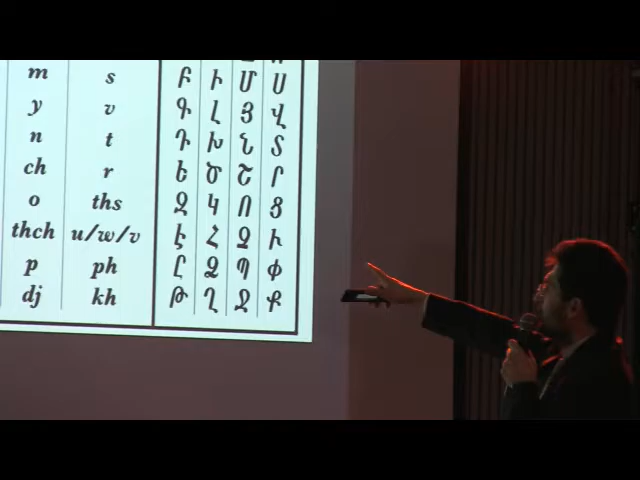 m s Բ Ի Մ Ս
y v Գ Լ Յ Վ
n t Դ Խ Ն Տ
ch r Ե Ծ Շ Ր
o ths Զ Կ Ո Ց
thch u/w/v Է Հ Չ Ւ
p ph Ը Ձ Պ Փ
dj kh Թ Ղ Ջ Ք